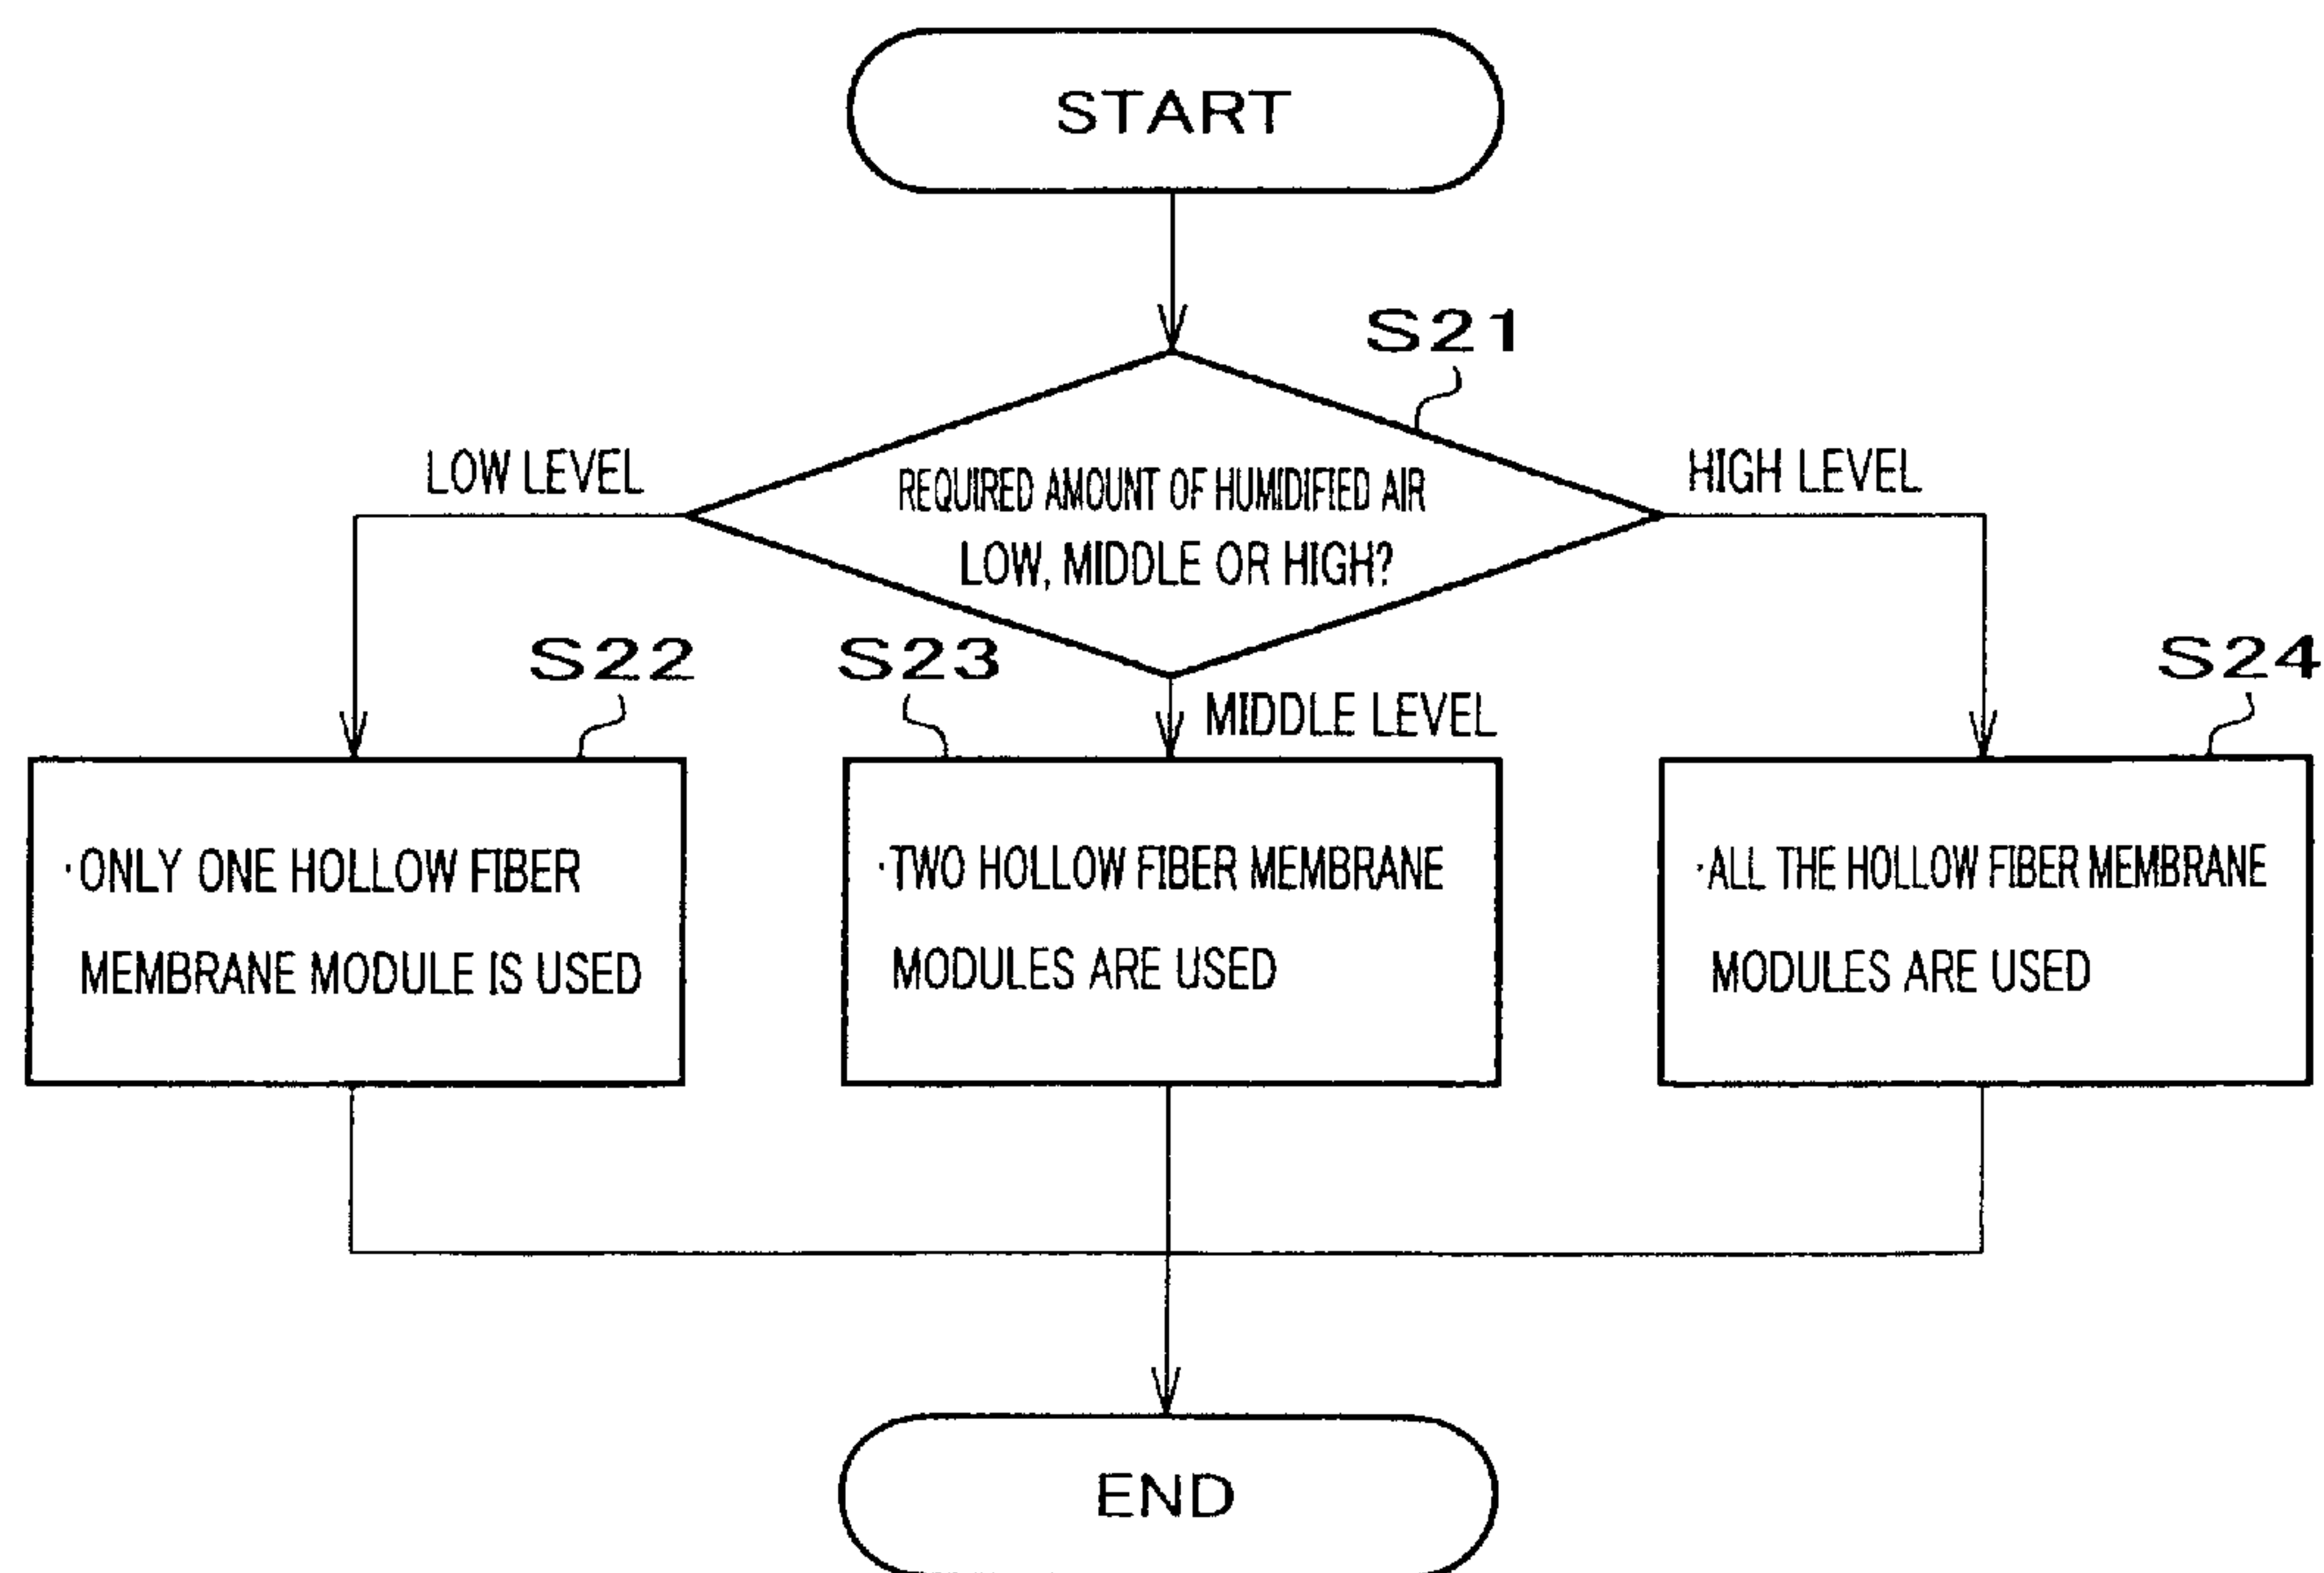 START
S21
LOW LEVEL
REQUIRED AMOUNT OF HUMIDIFIED AIR
LOW, MIDDLE OR HIGH?
HIGH LEVEL
S22
S23
MIDDLE LEVEL
S24
·ONLY ONE HOLLOW FIBER
MEMBRANE MODULE IS USED
·TWO HOLLOW FIBER MEMBRANE
MODULES ARE USED
·ALL THE HOLLOW FIBER MEMBRANE
MODULES ARE USED
END